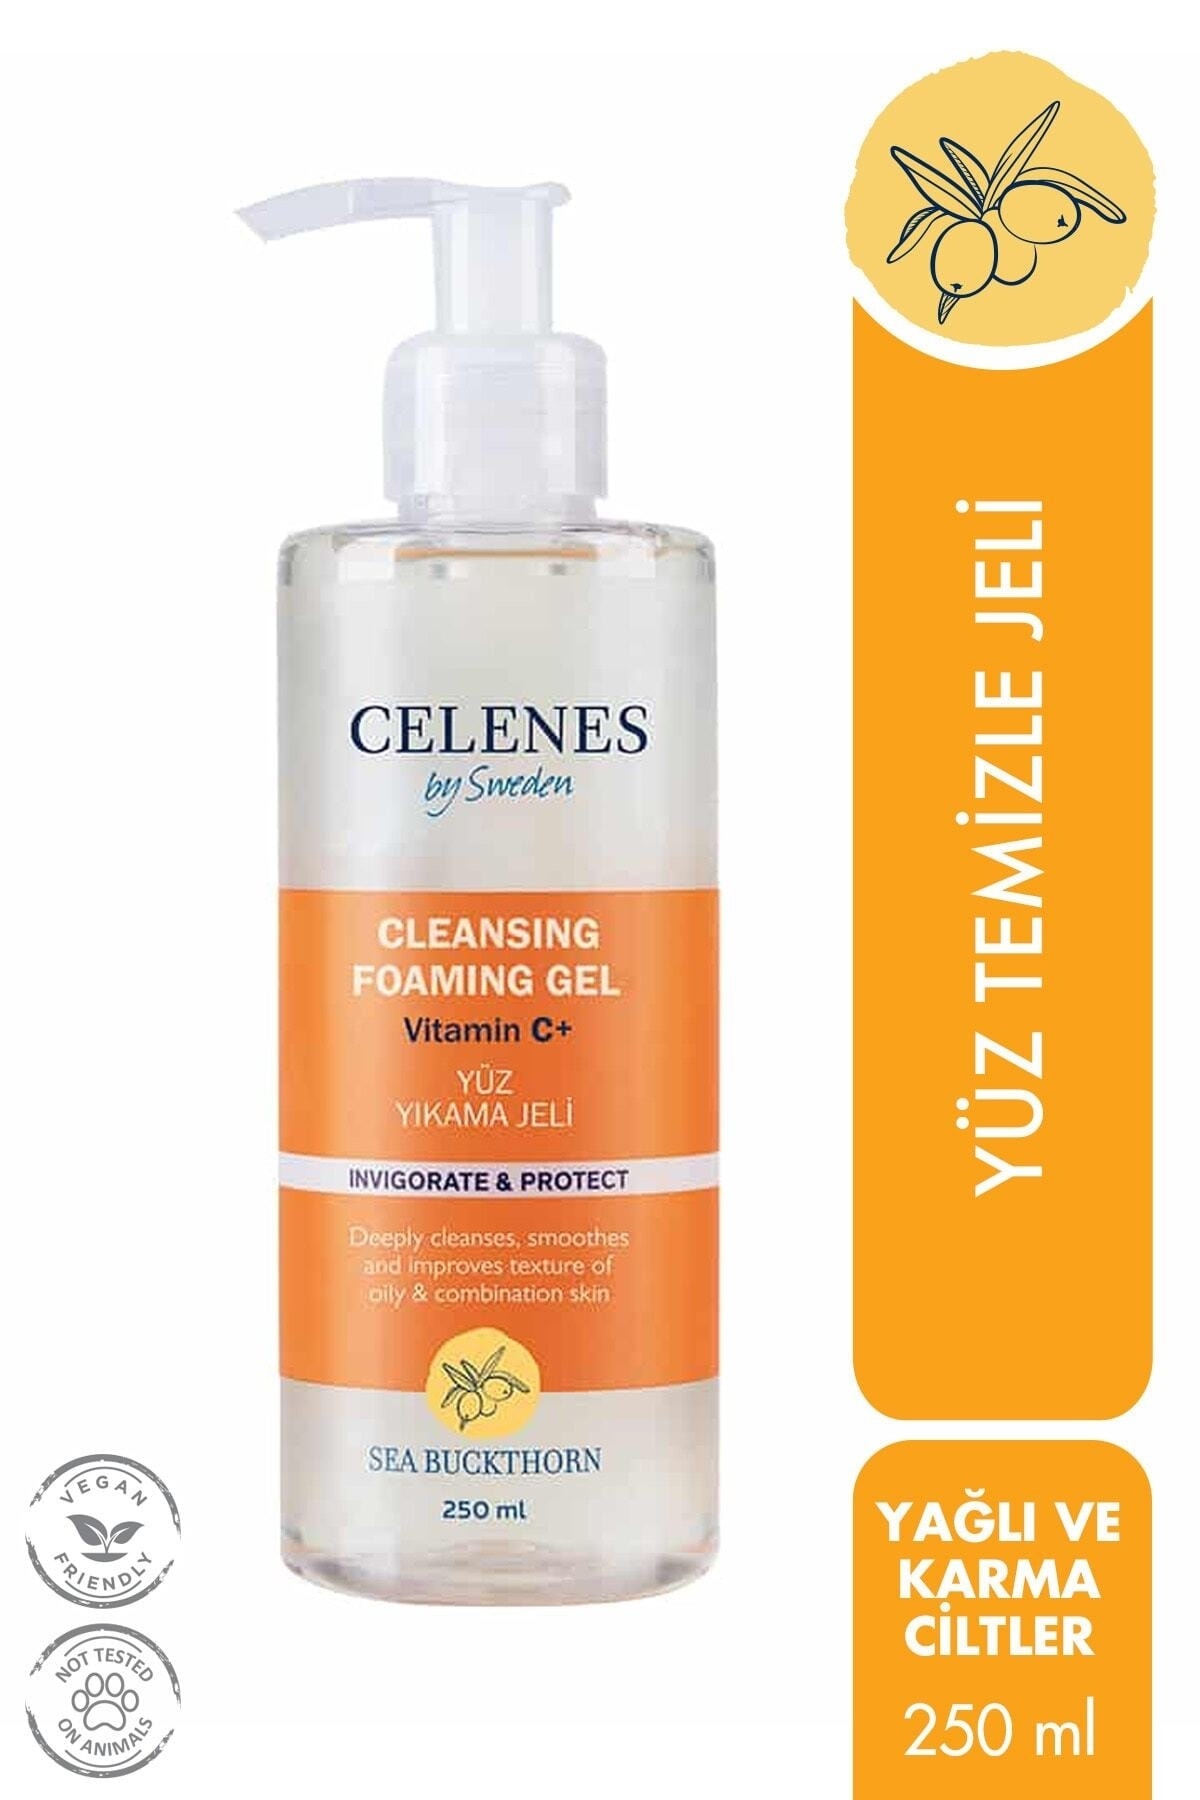 CELENES
by Sweden
CLEANSING
FOAMING GEL
Vitamin C+
YÜZ
YIKAMA JELİ
INVIGORATE & PROTECT
Deeply cleanses, smoothes
and improves texture of
oily & combination skin
SEA BUCKTHORN
250 ml
VEGAN
FRIENDLY
NOT TESTED
ON ANIMALS
YÜZ TEMİZLE JELİ
YAĞLI VE
KARMA
CİLTLER
250 ml